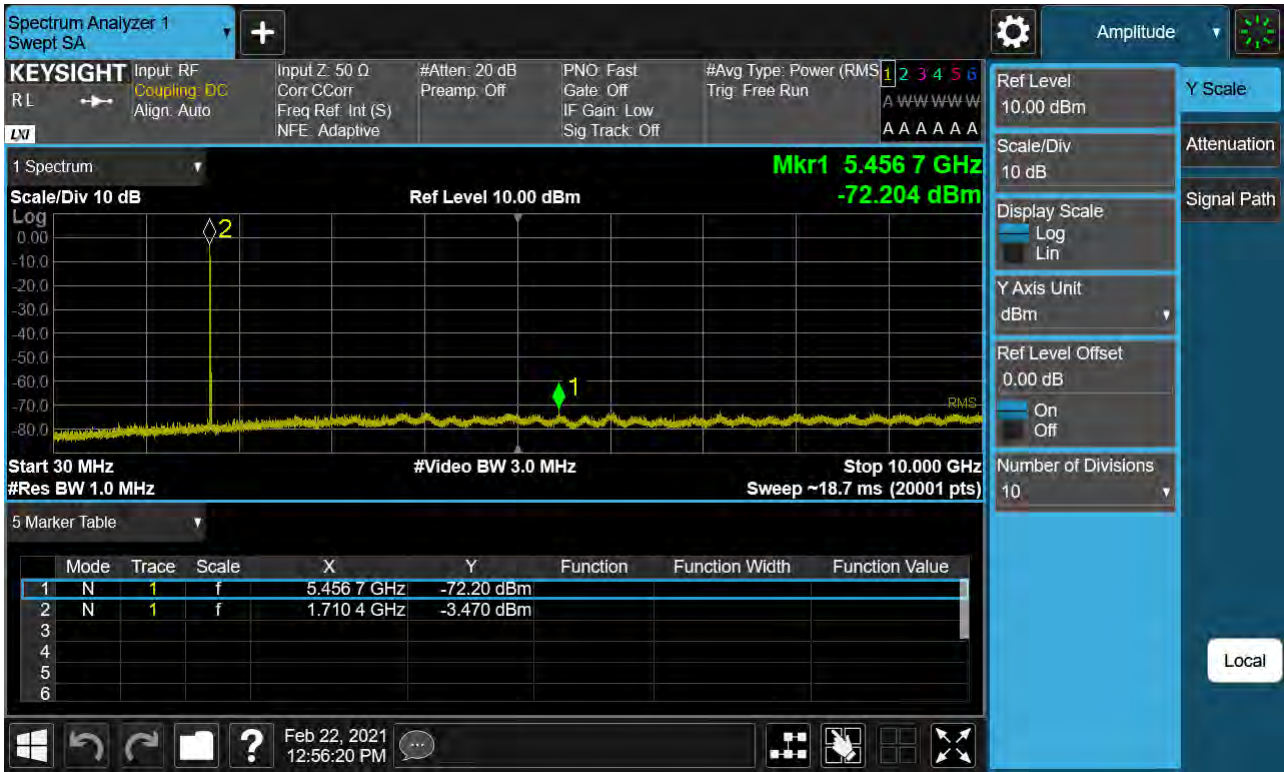 Spectrum Analyzer 1
Swept SA
+
Amplitude
KEYSIGHT
RL
LXI
Input: RF
Coupling: DC
Align: Auto
Input Z: 50 Ω
Corr CCorr
Freq Ref: Int (S)
NFE: Adaptive
#Atten: 20 dB
Preamp: Off
PNO: Fast
Gate: Off
IF Gain: Low
Sig Track: Off
#Avg Type: Power (RMS
Trig: Free Run
1 2 3 4 5 6
A W W W W W
A A A A A A
1 Spectrum
Scale/Div 10 dB
Ref Level 10.00 dBm
Mkr1 5.456 7 GHz
-72.204 dBm
Log
0.00
-10.0
-20.0
-30.0
-40.0
-50.0
-60.0
-70.0
-80.0
2
1
RMS
Start 30 MHz
#Video BW 3.0 MHz
Stop 10.000 GHz
#Res BW 1.0 MHz
Sweep ~18.7 ms (20001 pts)
5 Marker Table
Mode Trace Scale X Y Function Function Width Function Value
1 N 1 f 5.456 7 GHz -72.20 dBm
2 N 1 f 1.710 4 GHz -3.470 dBm
3
4
5
6
Ref Level
10.00 dBm
Scale/Div
10 dB
Display Scale
Log
Lin
Y Axis Unit
dBm
Ref Level Offset
0.00 dB
On
Off
Number of Divisions
10
Y Scale
Attenuation
Signal Path
Local
?
Feb 22, 2021
12:56:20 PM